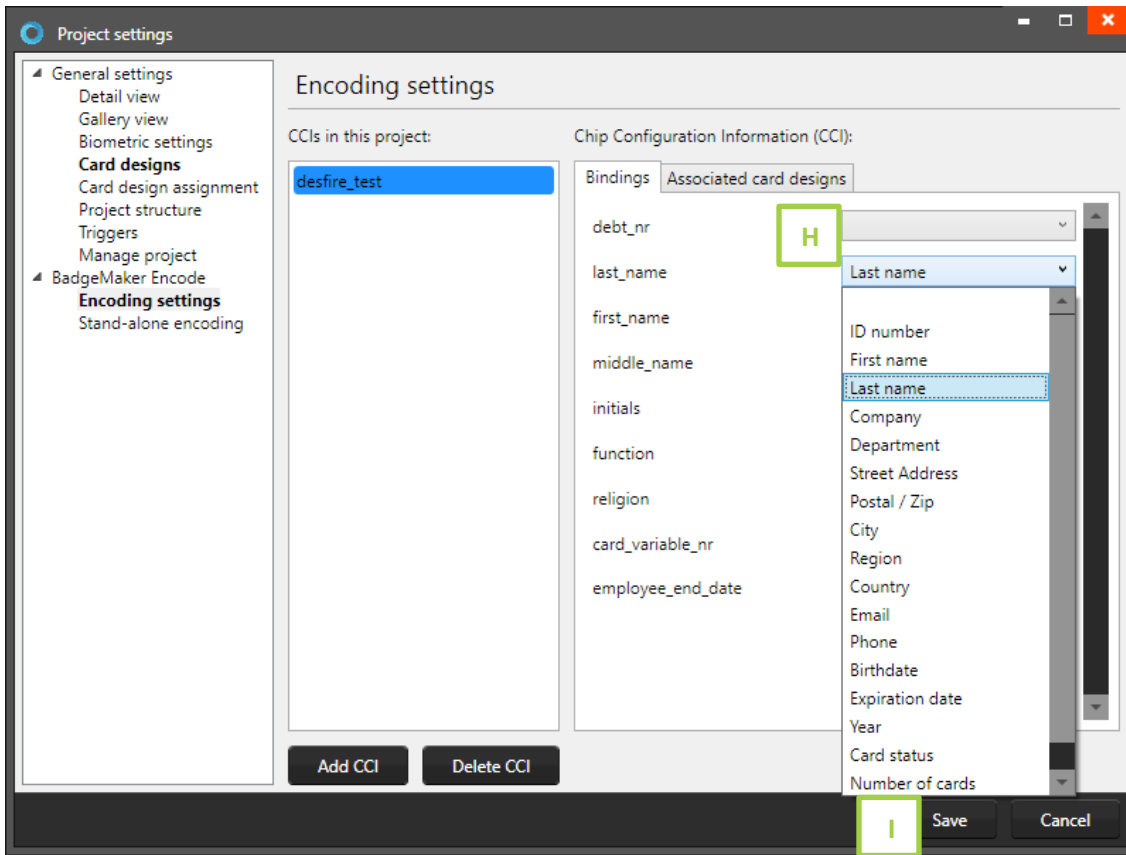 Project settings
General settings
Detail view
Gallery view
Biometric settings
Card designs
Card design assignment
Project structure
Triggers
Manage project
BadgeMaker Encode
Encoding settings
Stand-alone encoding
Encoding settings
CCIs in this project:
desfire_test
Add CCI
Delete CCI
Chip Configuration Information (CCI):
Bindings
Associated card designs
debt_nr
H
last_name
Last name
first_name
middle_name
initials
function
religion
card_variable_nr
employee_end_date
ID number
First name
Last name
Company
Department
Street Address
Postal / Zip
City
Region
Country
Email
Phone
Birthdate
Expiration date
Year
Card status
Number of cards
I
Save
Cancel